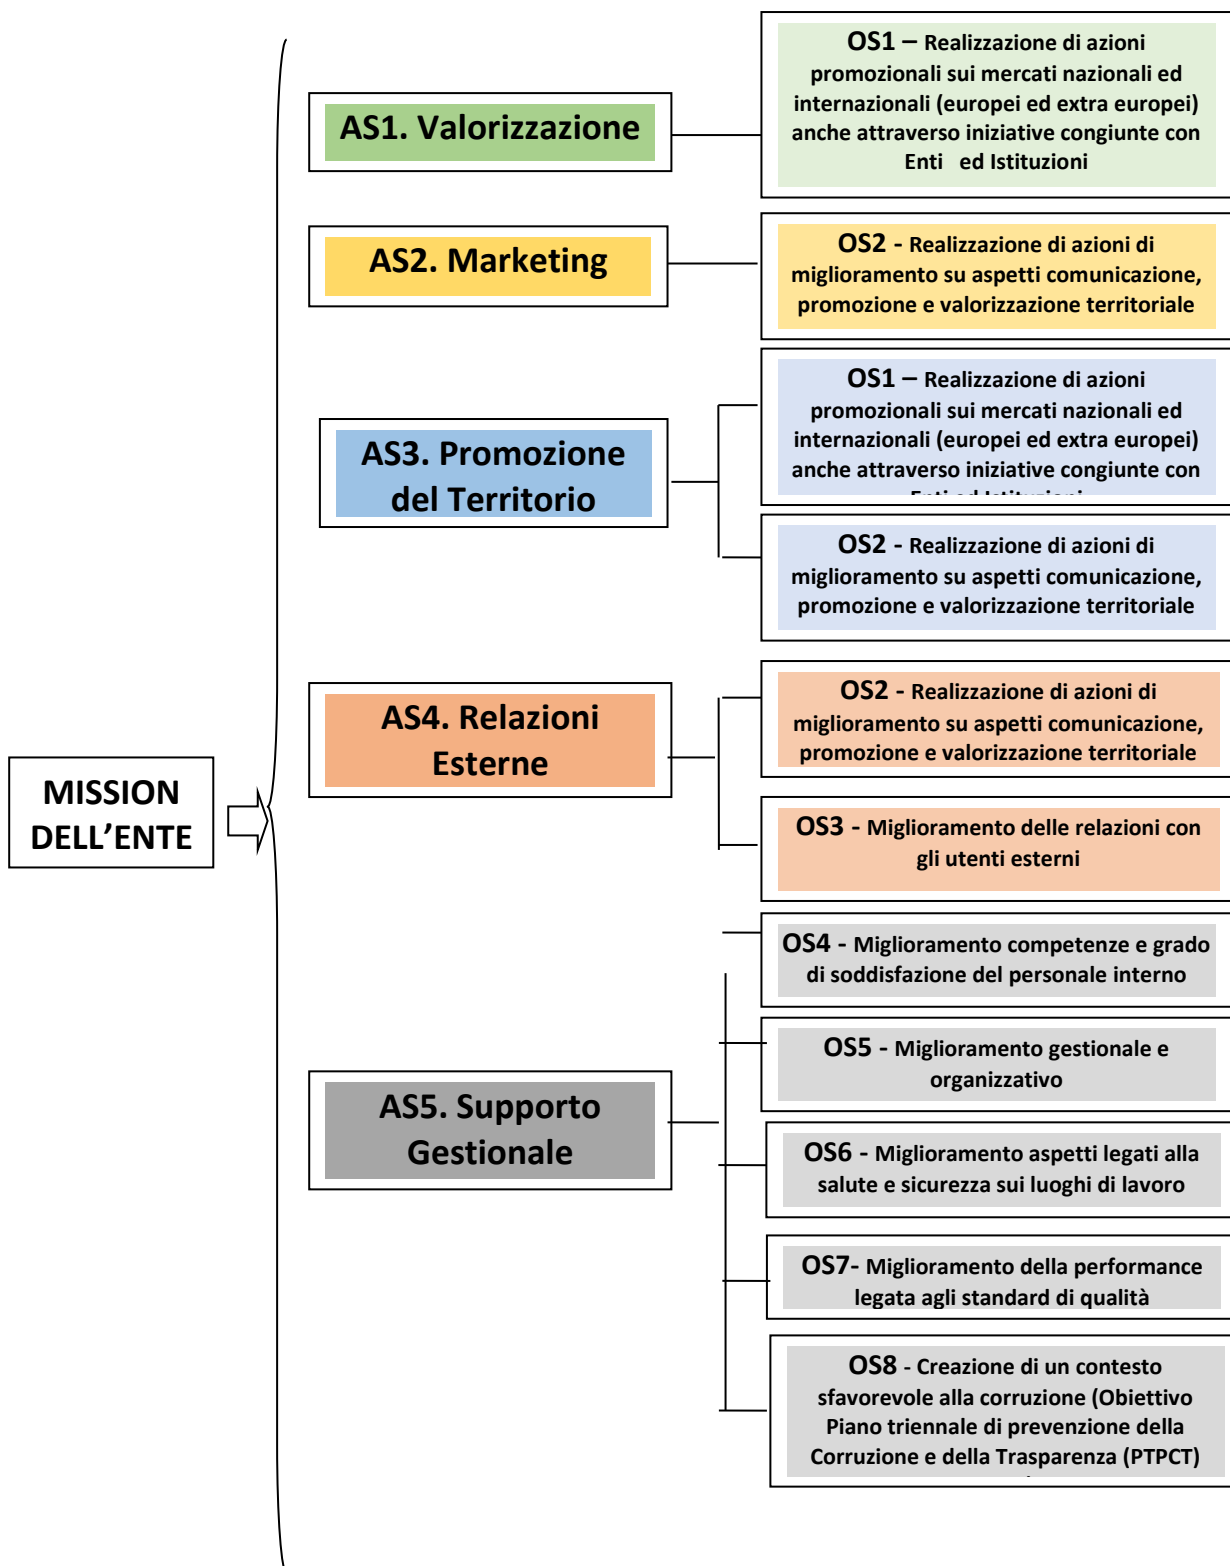 MISSION
DELL’ENTE
AS1. Valorizzazione
OS1 – Realizzazione di azioni
promozionali sui mercati nazionali ed
internazionali (europei ed extra europei)
anche attraverso iniziative congiunte con
Enti ed Istituzioni
AS2. Marketing
OS2 - Realizzazione di azioni di
miglioramento su aspetti comunicazione,
promozione e valorizzazione territoriale
AS3. Promozione
del Territorio
OS1 – Realizzazione di azioni
promozionali sui mercati nazionali ed
internazionali (europei ed extra europei)
anche attraverso iniziative congiunte con
Enti ed Istituzioni
OS2 - Realizzazione di azioni di
miglioramento su aspetti comunicazione,
promozione e valorizzazione territoriale
AS4. Relazioni
Esterne
OS2 - Realizzazione di azioni di
miglioramento su aspetti comunicazione,
promozione e valorizzazione territoriale
OS3 - Miglioramento delle relazioni con
gli utenti esterni
AS5. Supporto
Gestionale
OS4 - Miglioramento competenze e grado
di soddisfazione del personale interno
OS5 - Miglioramento gestionale e
organizzativo
OS6 - Miglioramento aspetti legati alla
salute e sicurezza sui luoghi di lavoro
OS7- Miglioramento della performance
legata agli standard di qualità
OS8 - Creazione di un contesto
sfavorevole alla corruzione (Obiettivo
Piano triennale di prevenzione della
Corruzione e della Trasparenza (PTPCT)